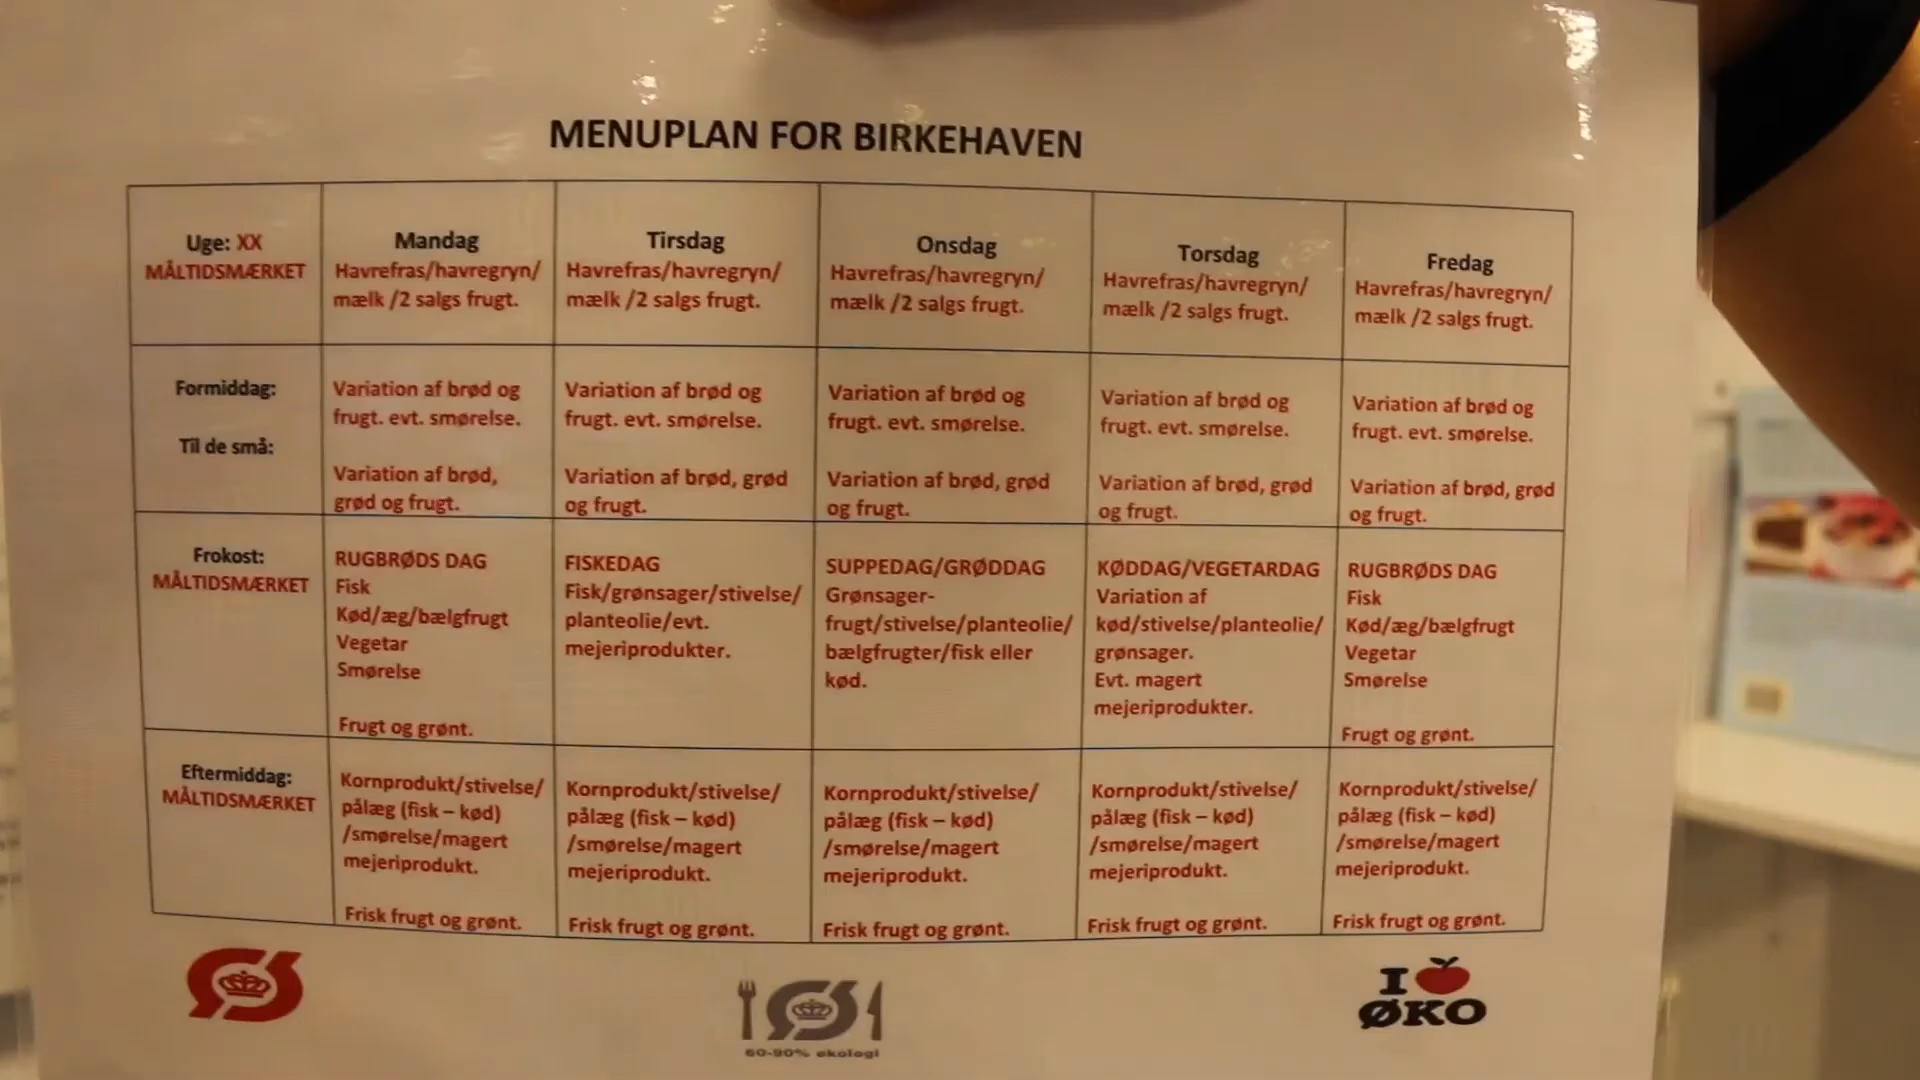 MENUPLAN FOR BIRKEHAVEN
Uge: XX
MÅLTIDSMÆRKET
Mandag
Havrefras/havregryn/
mælk /2 salgs frugt.
Tirsdag
Havrefras/havregryn/
mælk /2 salgs frugt.
Onsdag
Havrefras/havregryn/
mælk /2 salgs frugt.
Torsdag
Havrefras/havregryn/
mælk /2 salgs frugt.
Fredag
Havrefras/havregryn/
mælk /2 salgs frugt.
Formiddag:
Til de små:
Variation af brød og
frugt. evt. smørelse.
Variation af brød,
grød og frugt.
Variation af brød og
frugt. evt. smørelse.
Variation af brød, grød
og frugt.
Variation af brød og
frugt. evt. smørelse.
Variation af brød, grød
og frugt.
Variation af brød og
frugt. evt. smørelse.
Variation af brød, grød
og frugt.
Variation af brød og
frugt. evt. smørelse.
Variation af brød, grød
og frugt.
Frokost:
MÅLTIDSMÆRKET
RUGBRØDS DAG
Fisk
Kød/æg/bælgfrugt
Vegetar
Smørelse
Frugt og grønt.
FISKEDAG
Fisk/grønsager/stivelse/
planteolie/evt.
mejeriprodukter.
SUPPEDAG/GRØDDAG
Grønsager-
frugt/stivelse/planteolie/
bælgfrugter/fisk eller
kød.
KØDDAG/VEGETARDAG
Variation af
kød/stivelse/planteolie/
grønsager.
Evt. magert
mejeriprodukter.
RUGBRØDS DAG
Fisk
Kød/æg/bælgfrugt
Vegetar
Smørelse
Frugt og grønt.
Eftermiddag:
MÅLTIDSMÆRKET
Kornprodukt/stivelse/
pålæg (fisk – kød)
/smørelse/magert
mejeriprodukt.
Frisk frugt og grønt.
Kornprodukt/stivelse/
pålæg (fisk – kød)
/smørelse/magert
mejeriprodukt.
Frisk frugt og grønt.
Kornprodukt/stivelse/
pålæg (fisk – kød)
/smørelse/magert
mejeriprodukt.
Frisk frugt og grønt.
Kornprodukt/stivelse/
pålæg (fisk – kød)
/smørelse/magert
mejeriprodukt.
Frisk frugt og grønt.
Kornprodukt/stivelse/
pålæg (fisk – kød)
/smørelse/magert
mejeriprodukt.
Frisk frugt og grønt.
Ø
Ø
60-90% økologi
I
ØKO